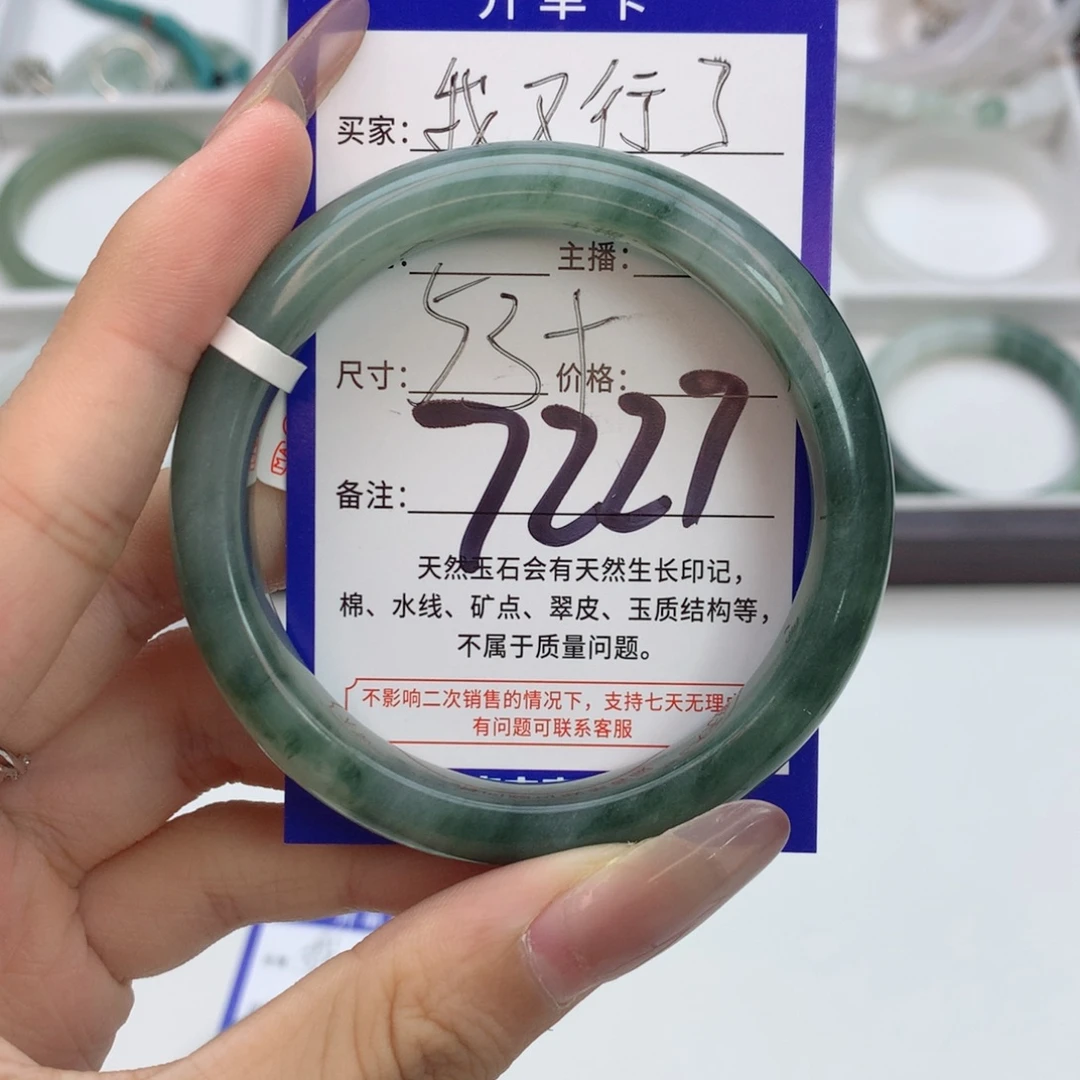 开单卡
买家：我又行了
主播：
尺寸：53+ 价格：
备注：7227
天然玉石会有天然生长印记，
棉、水线、矿点、翠皮、玉质结构等，
不属于质量问题。
不影响二次销售的情况下，支持七天无理
有问题可联系客服